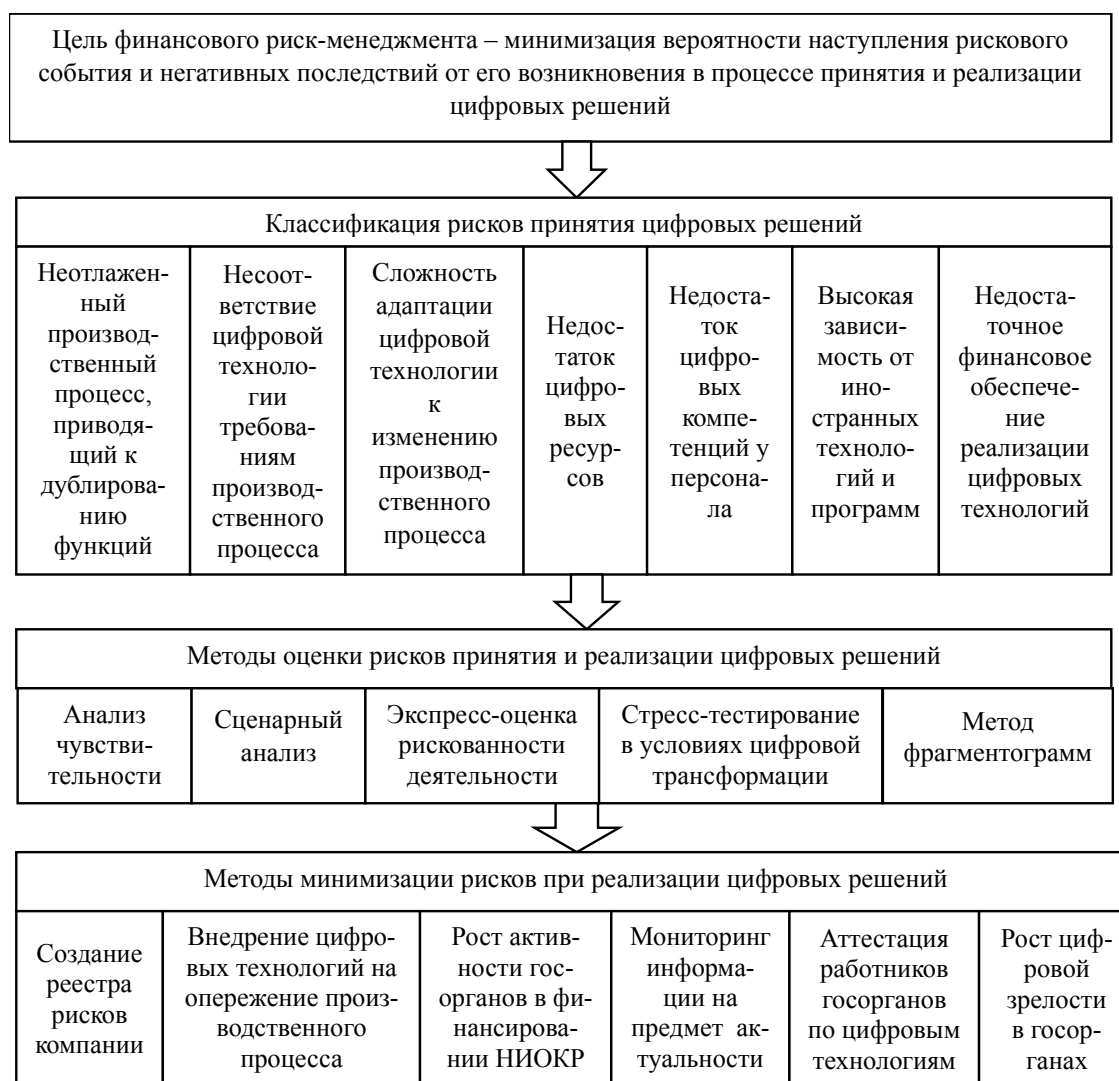 Цель финансового риск-менеджмента – минимизация вероятности наступления рискового
события и негативных последствий от его возникновения в процессе принятия и реализации
цифровых решений
Классификация рисков принятия цифровых решений
Неотлажен-
ный
производ-
ственный
процесс,
приводя-
щий к
дублирова-
нию
функций
Несоот-
ветствие
цифровой
техноло-
гии
требова-
ниям
производ-
ственного
процесса
Сложность
адаптации
цифровой
технологии
к
изменению
производ-
ственного
процесса
Недос-
таток
цифро-
вых
ресур-
сов
Недоста-
ток
цифро-
вых
компе-
тенций у
персона-
ла
Высокая
зависи-
мость от
ино-
странных
техноло-
гий и
программ
Недоста-
точное
финансовое
обеспече-
ние
реализации
цифровых
технологий
Методы оценки рисков принятия и реализации цифровых решений
Анализ
чувстви-
тельности
Сценарный
анализ
Экспресс-оценка
рискованности
деятельности
Стресс-тестирование
в условиях цифровой
трансформации
Метод
фрагментограмм
Методы минимизации рисков при реализации цифровых решений
Создание
реестра
рисков
компании
Внедрение цифро-
вых технологий на
опережение произ-
водственного
процесса
Рост актив-
ности гос-
органов в фи-
нансирова-
нии НИОКР
Мониторинг
информа-
ции на
предмет ак-
туальности
Аттестация
работников
госорганов
по цифровым
технологиям
Рост циф-
ровой
зрелости
в госор-
ганах